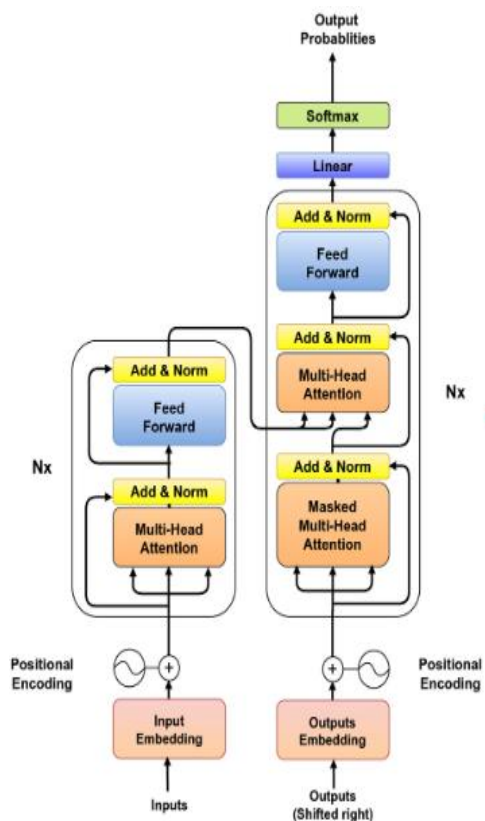 Output
Probablities
Softmax
Linear
Add & Norm
Feed
Forward
Add & Norm
Multi-Head
Attention
Nx
Add & Norm
Masked
Multi-Head
Attention
Add & Norm
Feed
Forward
Nx
Add & Norm
Multi-Head
Attention
Positional
Encoding
Positional
Encoding
Input
Embedding
Outputs
Embedding
Inputs
Outputs
(Shifted right)